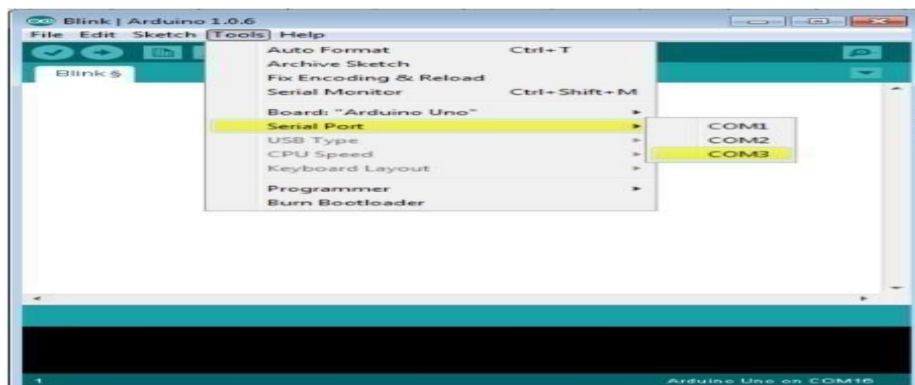 Blink | Arduino 1.0.6
File Edit Sketch Tools Help
Auto Format Ctrl+T
Archive Sketch
Fix Encoding & Reload
Serial Monitor Ctrl+Shift+M
Blink §
Board: "Arduino Uno"
Serial Port
USB Type
CPU Speed
Keyboard Layout
Programmer
Burn Bootloader
COM1
COM2
COM3
1
Arduino Uno on COM16